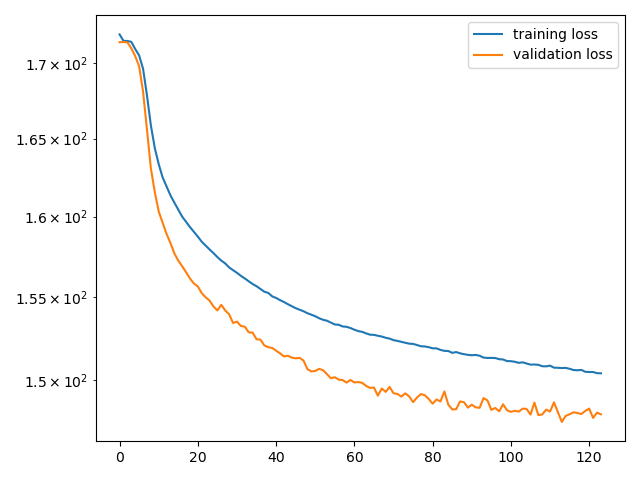 training loss
validation loss
1.7 × 10²
1.65 × 10²
1.6 × 10²
1.55 × 10²
1.5 × 10²
0 20 40 60 80 100 120